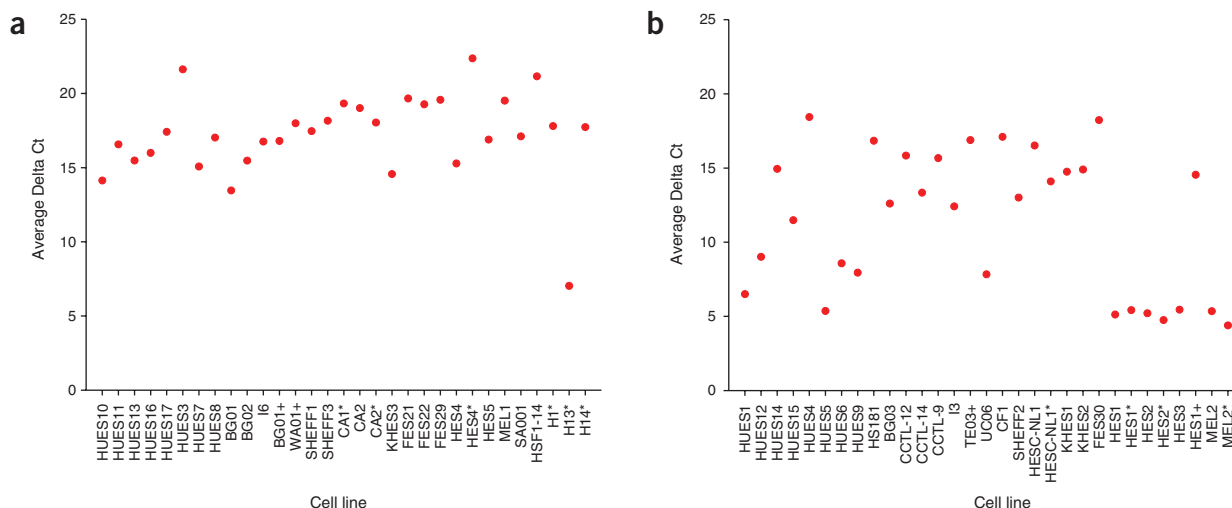 a
25
20
15
10
5
0
Average Delta Ct
HUES10
HUES11
HUES13
HUES16
HUES17
HUES3
HUES7
HUES8
BG01
BG02
I6
BG01+
WA01+
SHEFF1
SHEFF3
CA1*
CA2
CA2*
KHES3
FES21
FES22
FES29
HES4
HES4*
HES5
MEL1
SA001
HSF1-14
H1*
H13*
H14*
Cell line
b
25
20
15
10
5
0
Average Delta Ct
HUES1
HUES12
HUES14
HUES15
HUES4
HUES5
HUES6
HUES9
HS181
BG03
CCTL-12
CCTL-14
CCTL-9
I3
TE03+
UC06
CF1
SHEFF2
HESC-NL1
HESC-NL1*
KHES1
KHES2
FES30
HES1
HES1*
HES2
HES2*
HES3
HES1+
MEL2
MEL2*
Cell line